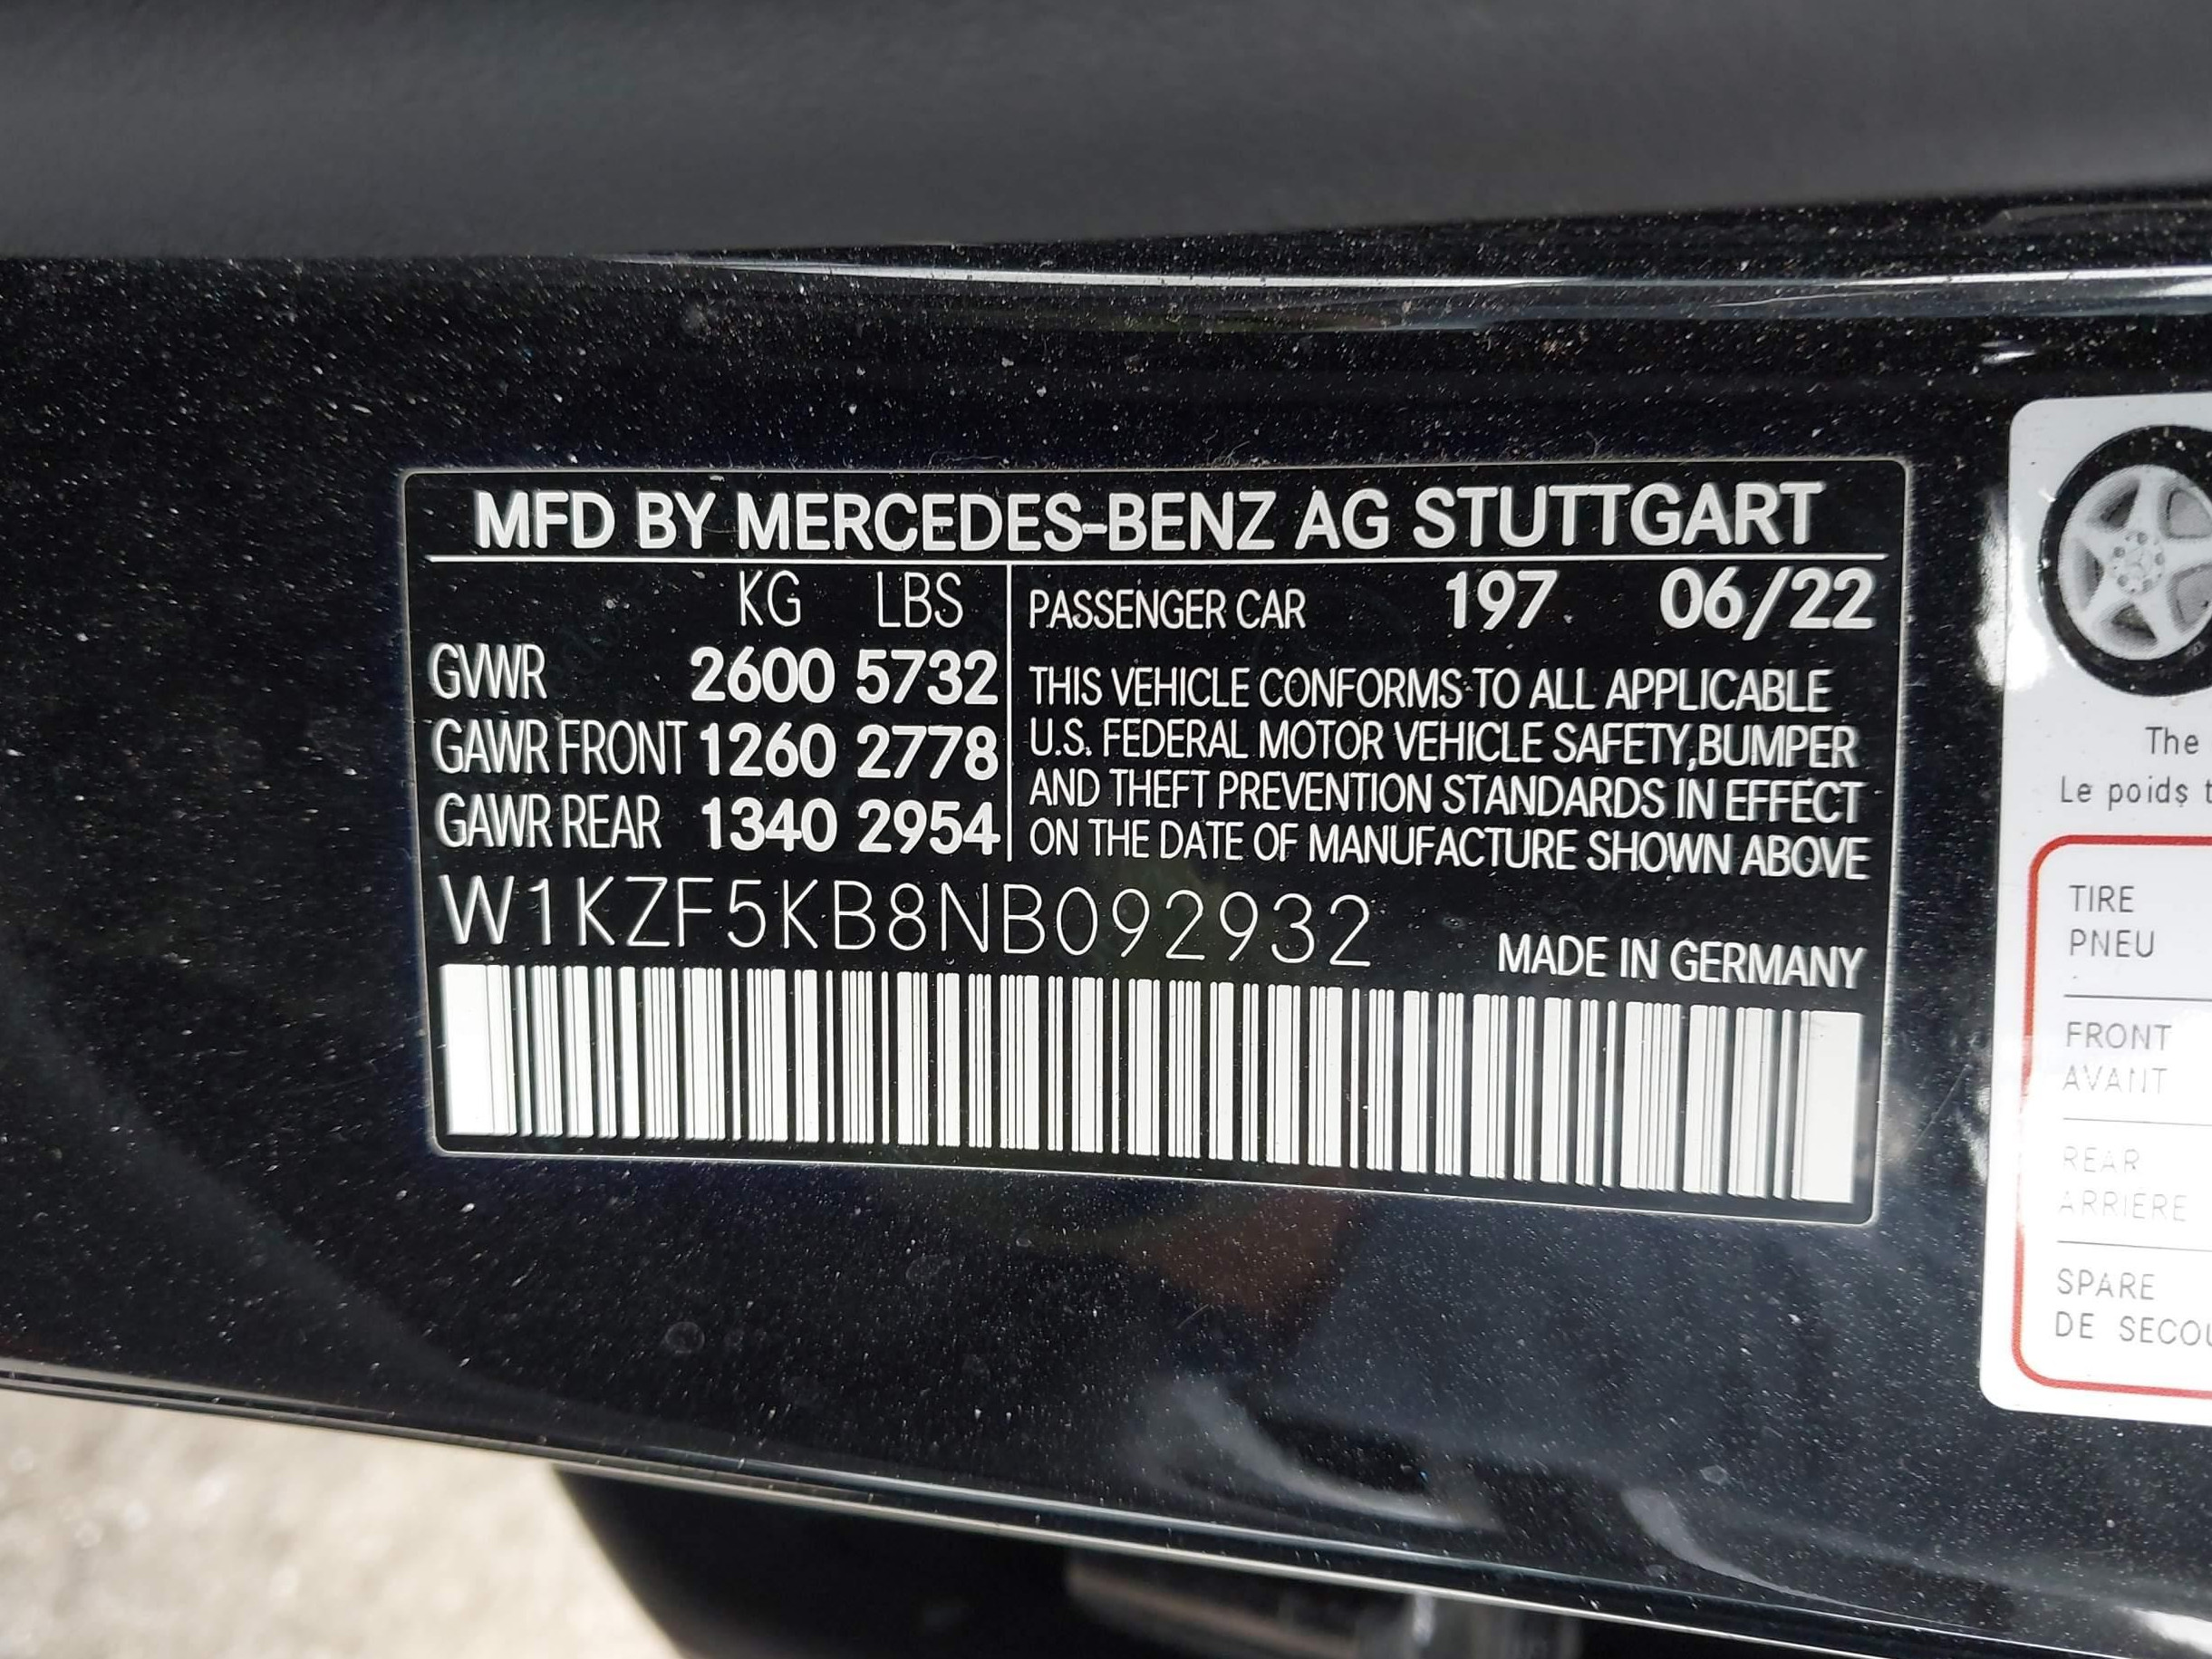 MFD BY MERCEDES-BENZ AG STUTTGART
KG LBS
GVWR 2600 5732
GAWR FRONT 1260 2778
GAWR REAR 1340 2954
PASSENGER CAR 197 06/22
THIS VEHICLE CONFORMS TO ALL APPLICABLE
U.S. FEDERAL MOTOR VEHICLE SAFETY,BUMPER
AND THEFT PREVENTION STANDARDS IN EFFECT
ON THE DATE OF MANUFACTURE SHOWN ABOVE
W1KZF5KB8NB092932
MADE IN GERMANY
The
Le poids
TIRE
PNEU
FRONT
AVANT
REAR
ARRIERE
SPARE
DE